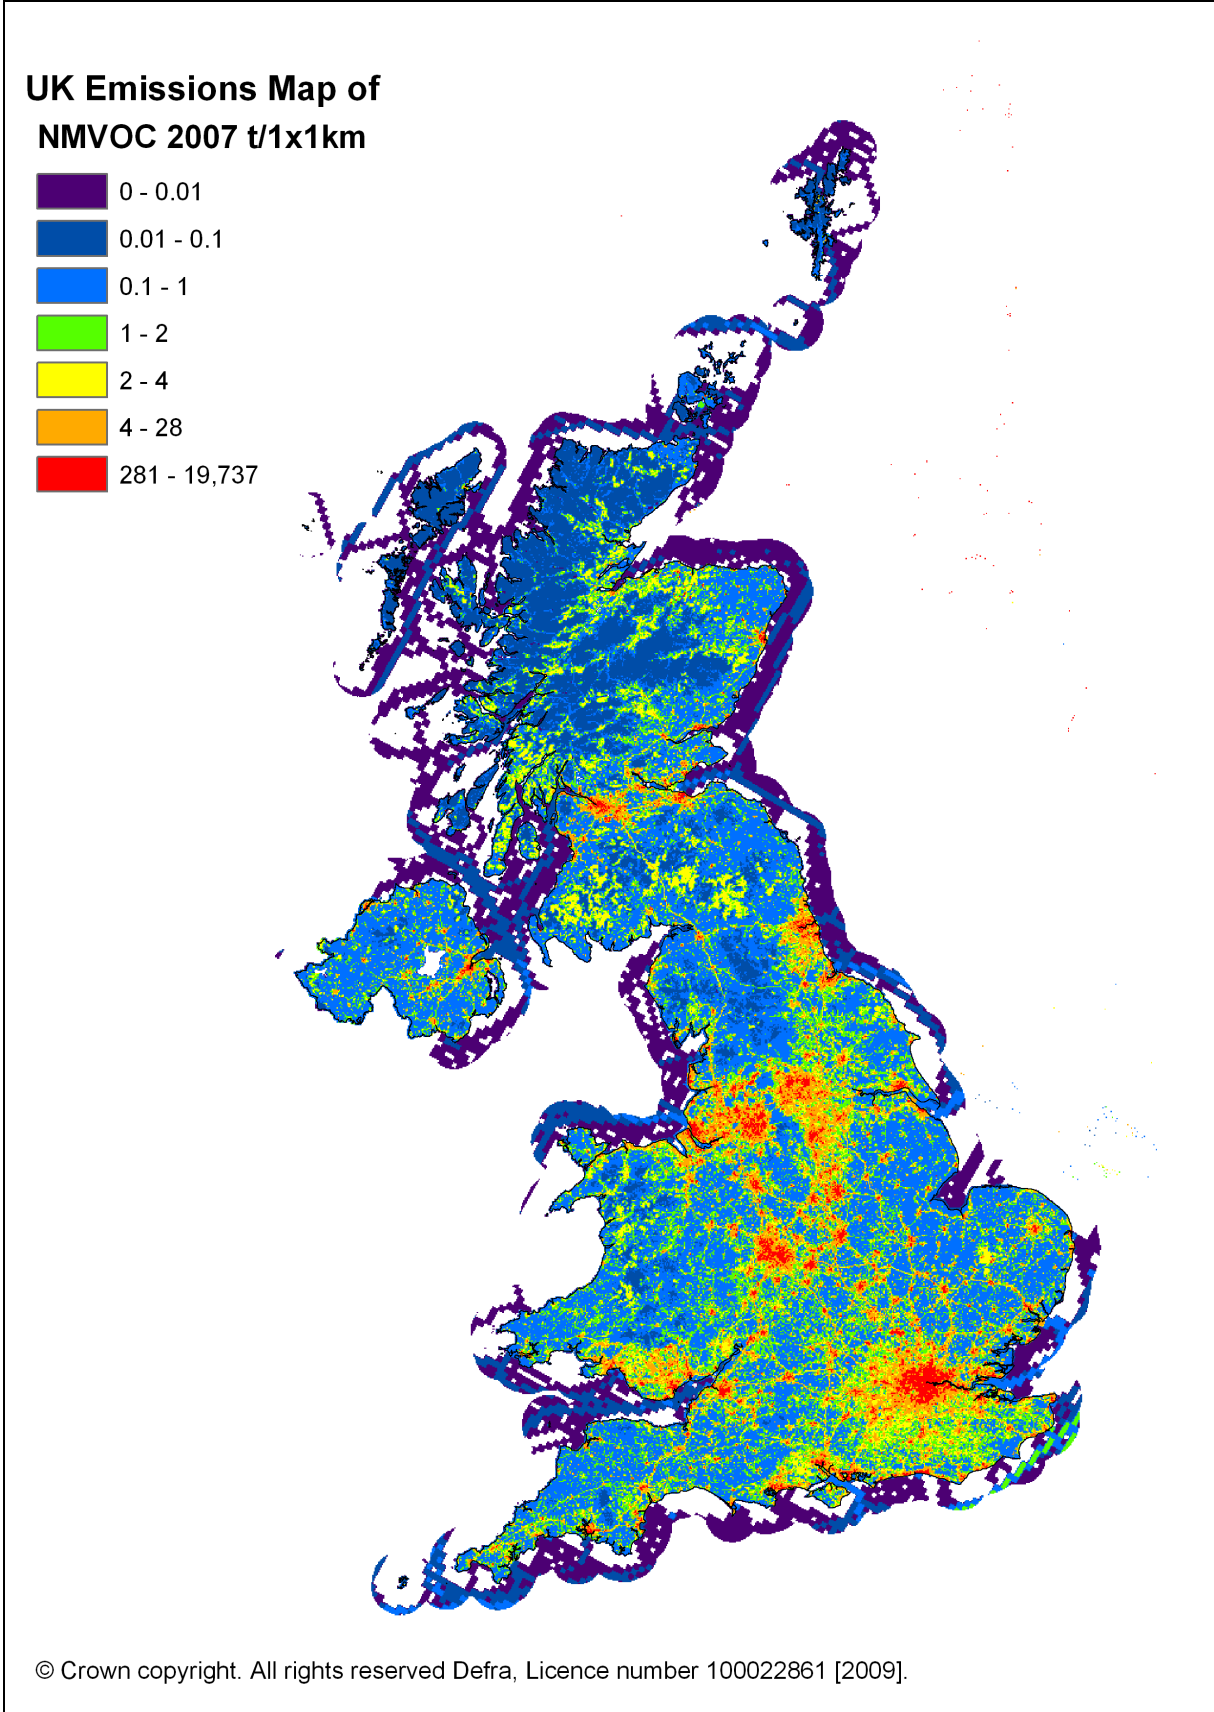 UK Emissions Map of
NMVOC 2007 t/1x1km
0 - 0.01
0.01 - 0.1
0.1 - 1
1 - 2
2 - 4
4 - 28
281 - 19,737
© Crown copyright. All rights reserved Defra, Licence number 100022861 [2009].